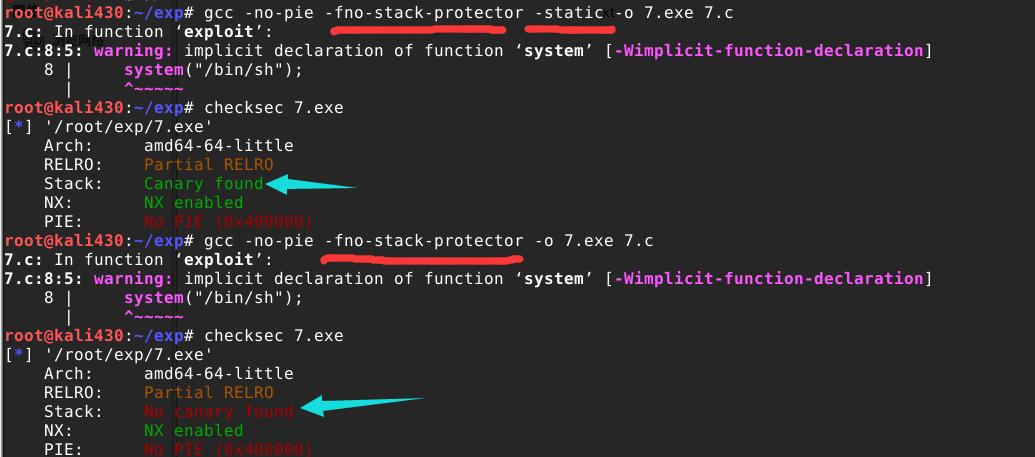 root@kali430:~/exp# gcc -no-pie -fno-stack-protector -static -o 7.exe 7.c
7.c: In function ‘exploit’:
7.c:8:5: warning: implicit declaration of function ‘system’ [-Wimplicit-function-declaration]
8 | system("/bin/sh");
| ^~~~~~
root@kali430:~/exp# checksec 7.exe
[*] '/root/exp/7.exe'
Arch: amd64-64-little
RELRO: Partial RELRO
Stack: Canary found
NX: NX enabled
PIE: No PIE (0x400000)
root@kali430:~/exp# gcc -no-pie -fno-stack-protector -o 7.exe 7.c
7.c: In function ‘exploit’:
7.c:8:5: warning: implicit declaration of function ‘system’ [-Wimplicit-function-declaration]
8 | system("/bin/sh");
| ^~~~~~
root@kali430:~/exp# checksec 7.exe
[*] '/root/exp/7.exe'
Arch: amd64-64-little
RELRO: Partial RELRO
Stack: No canary found
NX: NX enabled
PIE: No PIE (0x400000)